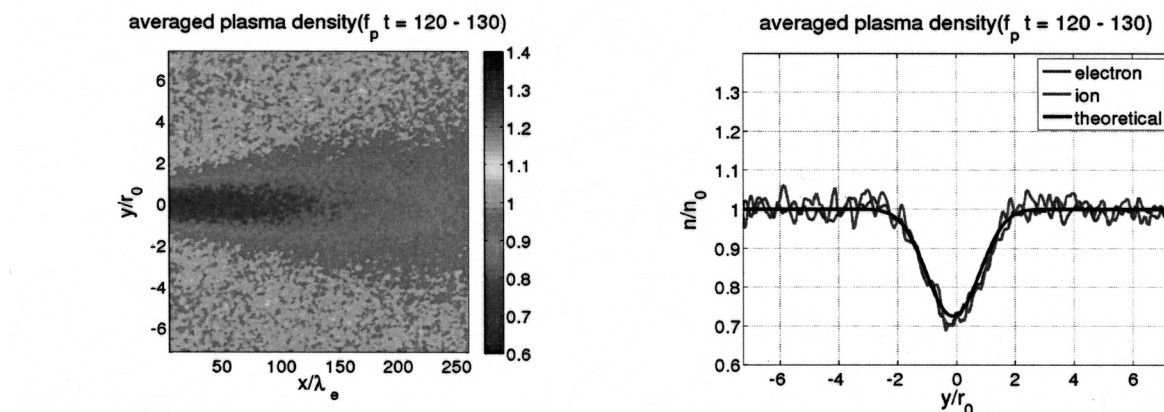 averaged plasma density(f_p t = 120 - 130)
6
4
2
0
-2
-4
-6
y/r_0
50 100 150 200 250
x/λ_e
1.4
1.3
1.2
1.1
1
0.9
0.8
0.7
0.6
averaged plasma density(f_p t = 120 - 130)
electron
ion
theoretical
1.3
1.2
1.1
1
0.9
0.8
0.7
0.6
n/n_0
-6 -4 -2 0 2 4 6
y/r_0